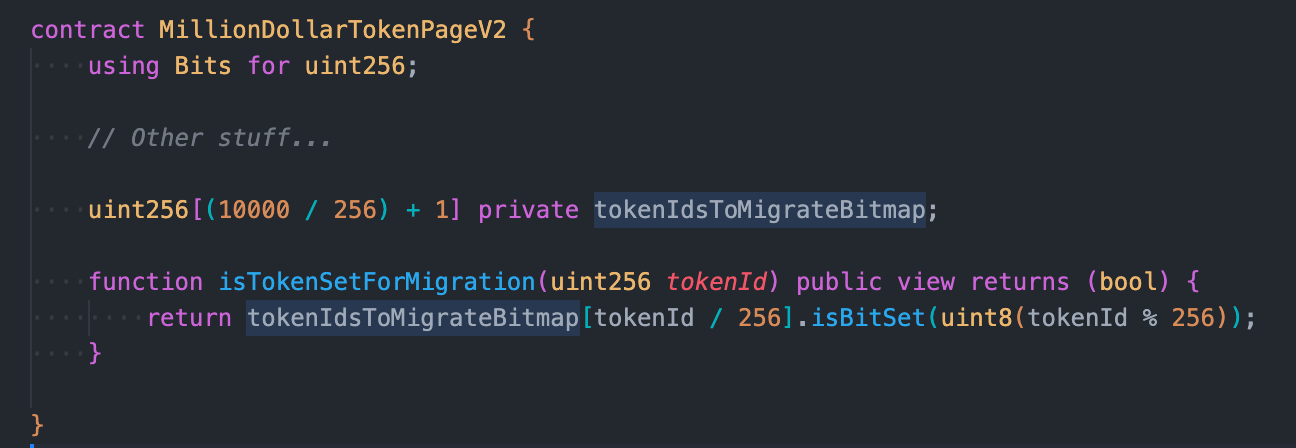 contract MillionDollarTokenPageV2 {
using Bits for uint256;
// Other stuff...
uint256[(10000 / 256) + 1] private tokenIdsToMigrateBitmap;
function isTokenSetForMigration(uint256 tokenId) public view returns (bool) {
return tokenIdsToMigrateBitmap[tokenId / 256].isBitSet(uint8(tokenId % 256));
}
}